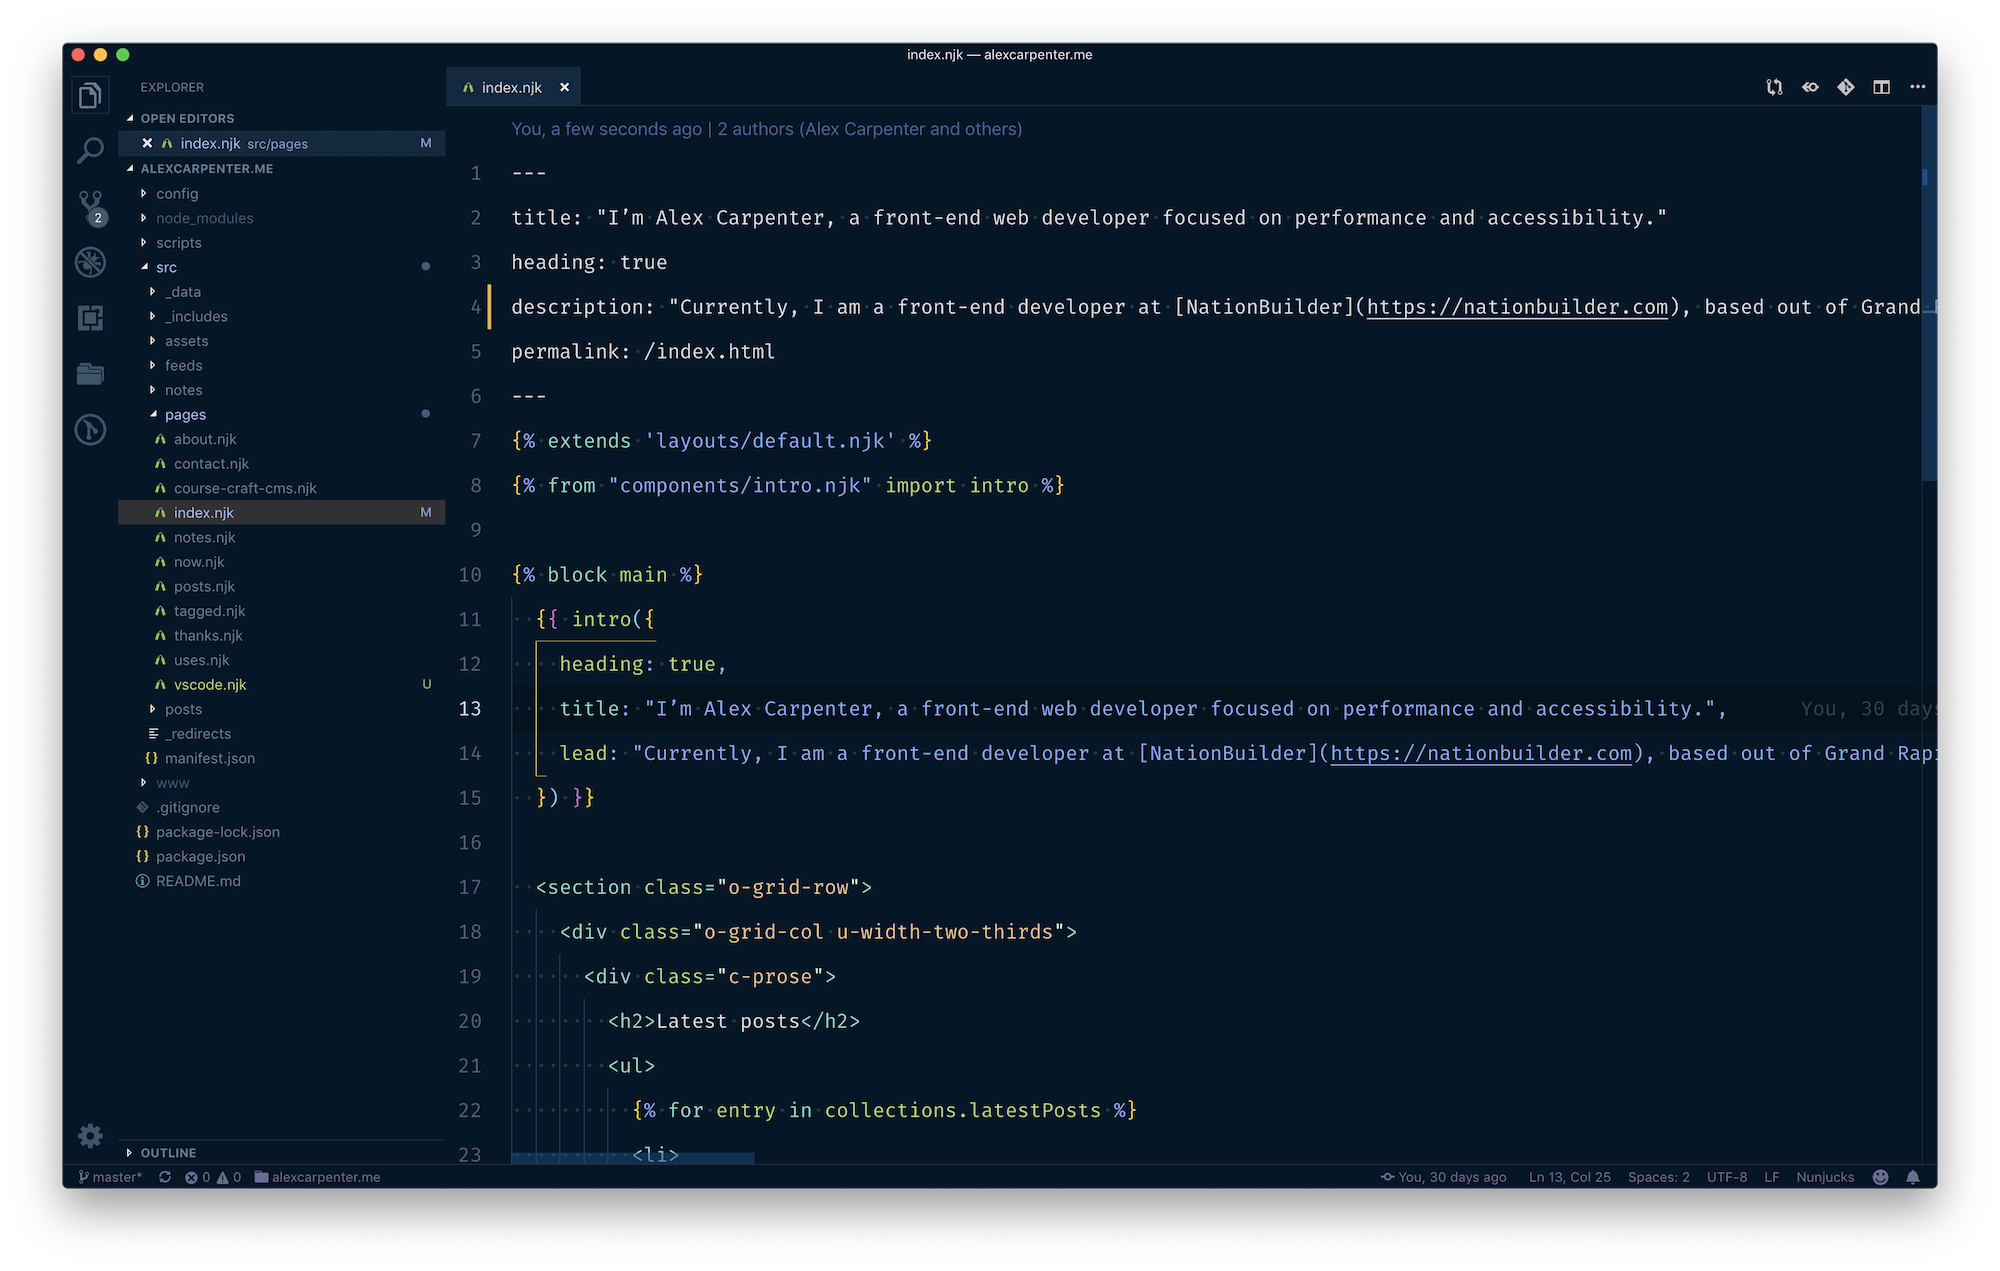 index.njk — alexcarpenter.me
EXPLORER
OPEN EDITORS
index.njk src/pages M
ALEXCARPENTER.ME
config
node_modules
scripts
src
_data
_includes
assets
feeds
notes
pages
about.njk
contact.njk
course-craft-cms.njk
index.njk M
notes.njk
now.njk
posts.njk
tagged.njk
thanks.njk
uses.njk
vscode.njk U
posts
_redirects
manifest.json
www
.gitignore
package-lock.json
package.json
README.md
OUTLINE
2
index.njk
You, a few seconds ago | 2 authors (Alex Carpenter and others)
1 ---
2 title: "I’m Alex Carpenter, a front-end web developer focused on performance and accessibility."
3 heading: true
4 description: "Currently, I am a front-end developer at [NationBuilder](https://nationbuilder.com), based out of Grand
5 permalink: /index.html
6 ---
7 {% extends 'layouts/default.njk' %}
8 {% from "components/intro.njk" import intro %}
9
10 {% block main %}
11 {{ intro({
12 heading: true,
13 title: "I’m Alex Carpenter, a front-end web developer focused on performance and accessibility.", You, 30 days
14 lead: "Currently, I am a front-end developer at [NationBuilder](https://nationbuilder.com), based out of Grand Rapi
15 }) }}
16
17 <section class="o-grid-row">
18 <div class="o-grid-col u-width-two-thirds">
19 <div class="c-prose">
20 <h2>Latest posts</h2>
21 <ul>
22 {% for entry in collections.latestPosts %}
23 <li>
master* 0 0 alexcarpenter.me You, 30 days ago Ln 13, Col 25 Spaces: 2 UTF-8 LF Nunjucks